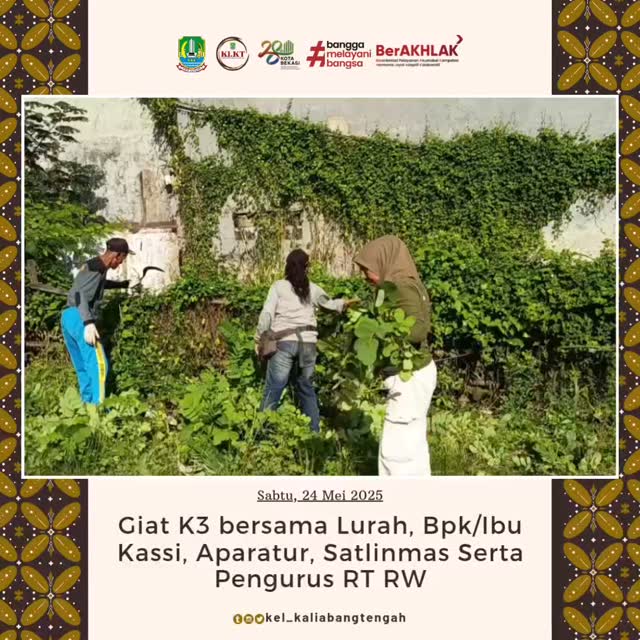 KLKT
28
KOTA
BEKASI
#bangga
melayani
bangsa
BerAKHLAK
Sabtu, 24 Mei 2025
Giat K3 bersama Lurah, Bpk/Ibu
Kassi, Aparatur, Satlinmas Serta
Pengurus RT RW
kel_kaliabangtengah